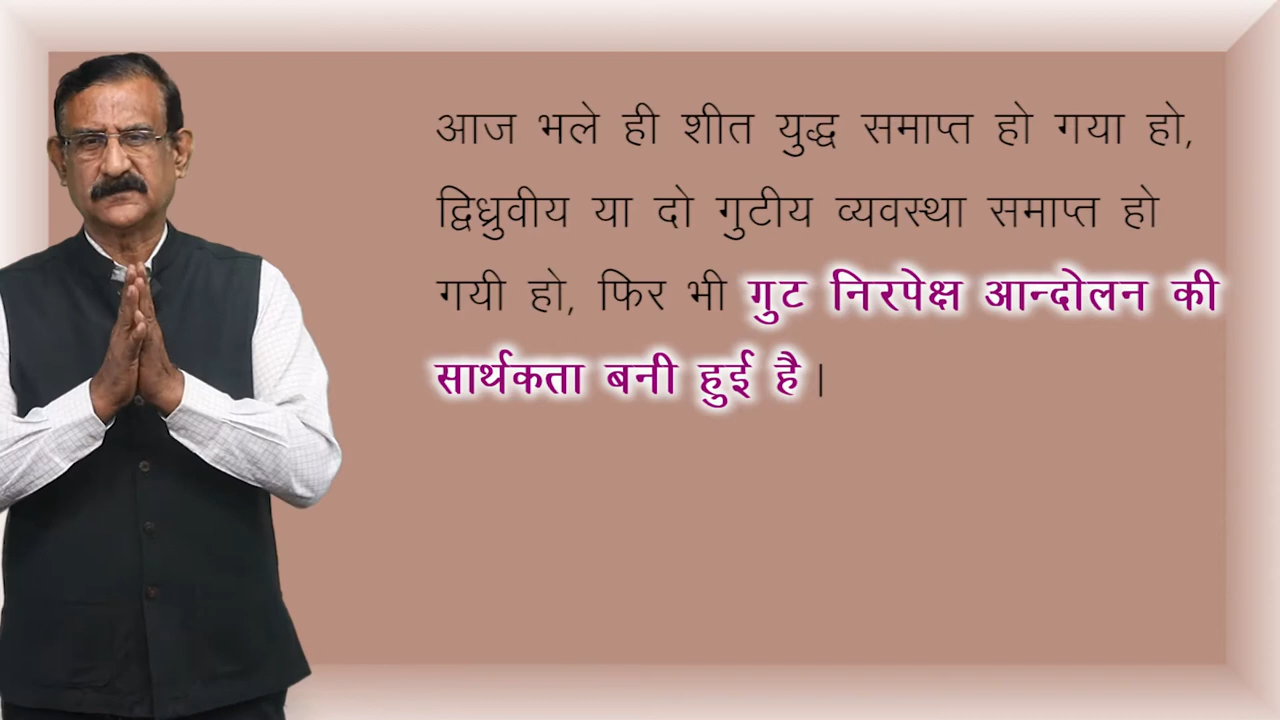 आज भले ही शीत युद्ध समाप्त हो गया हो,
द्विध्रुवीय या दो गुटीय व्यवस्था समाप्त हो
गयी हो, फिर भी गुट निरपेक्ष आन्दोलन की
सार्थकता बनी हुई है।